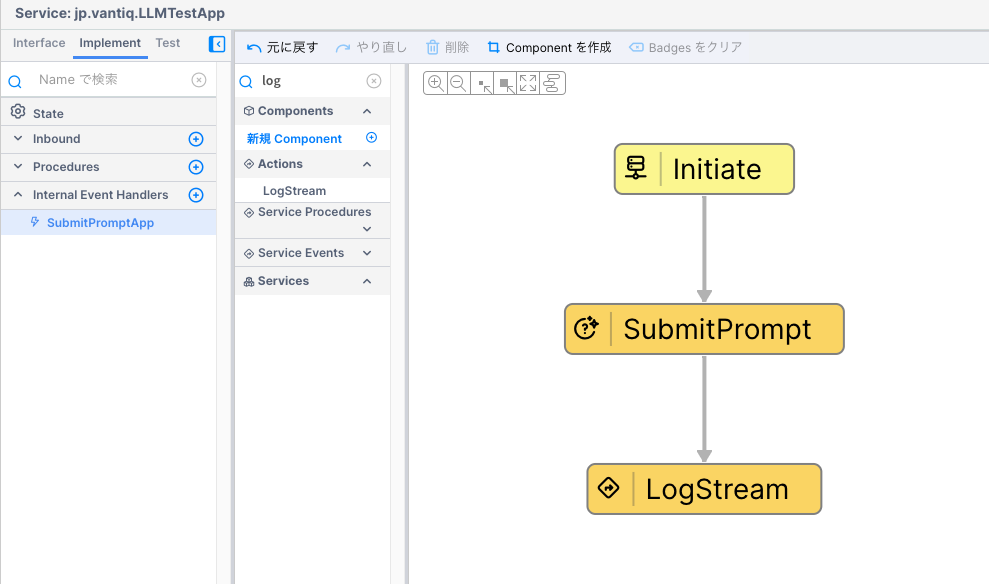 Service: jp.vantiq.LLMTestApp
Interface Implement Test
元に戻す やり直し 削除 Component を作成 Badges をクリア
Name で検索
State
Inbound
Procedures
Internal Event Handlers
SubmitPromptApp
log
Components
新規 Component
Actions
LogStream
Service Procedures
Service Events
Services
Initiate
SubmitPrompt
LogStream